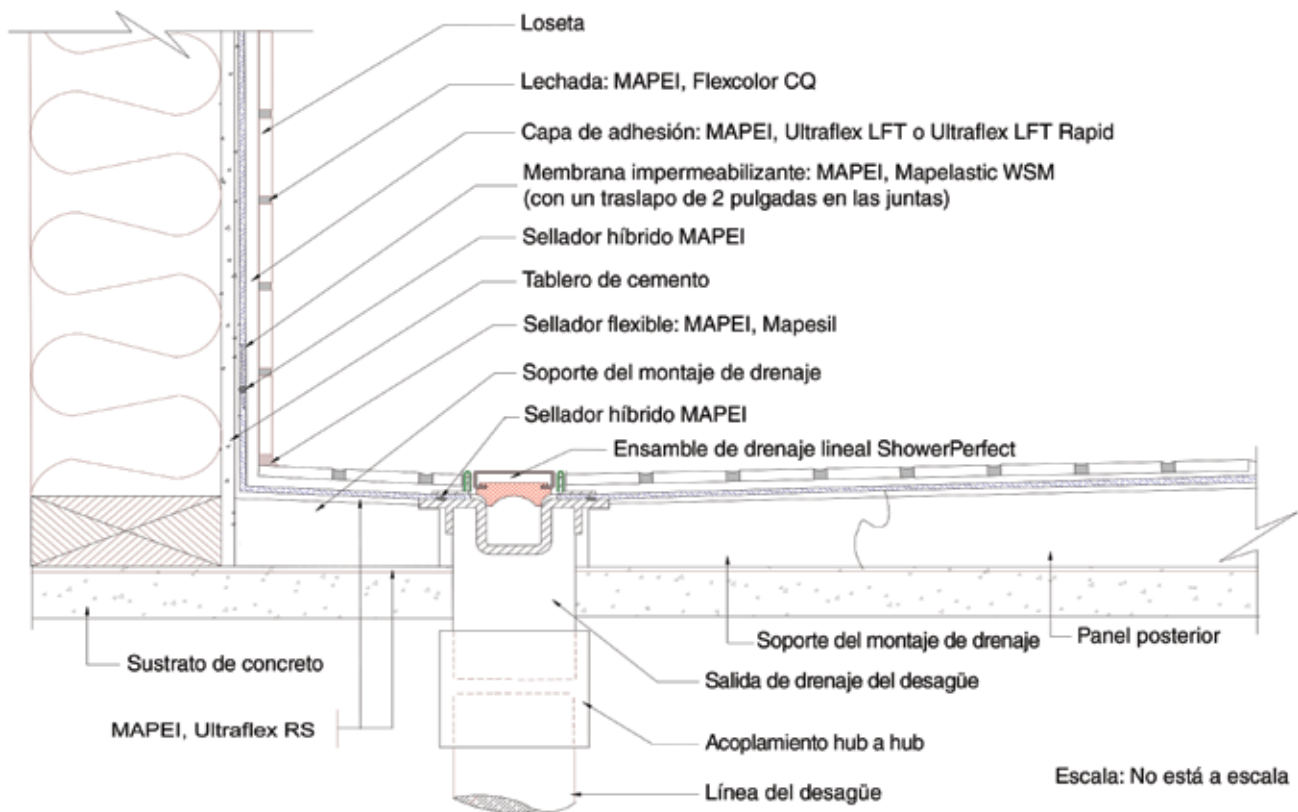 Loseta
Lechada: MAPEI, Flexcolor CQ
Capa de adhesión: MAPEI, Ultraflex LFT o Ultraflex LFT Rapid
Membrana impermeabilizante: MAPEI, Mapelastic WSM
(con un traslapo de 2 pulgadas en las juntas)
Sellador híbrido MAPEI
Tablero de cemento
Sellador flexible: MAPEI, Mapesil
Soporte del montaje de drenaje
Sellador híbrido MAPEI
Ensamble de drenaje lineal ShowerPerfect
Sustrato de concreto
Soporte del montaje de drenaje
Panel posterior
Salida de drenaje del desagüe
MAPEI, Ultraflex RS
Acoplamiento hub a hub
Línea del desagüe
Escala: No está a escala